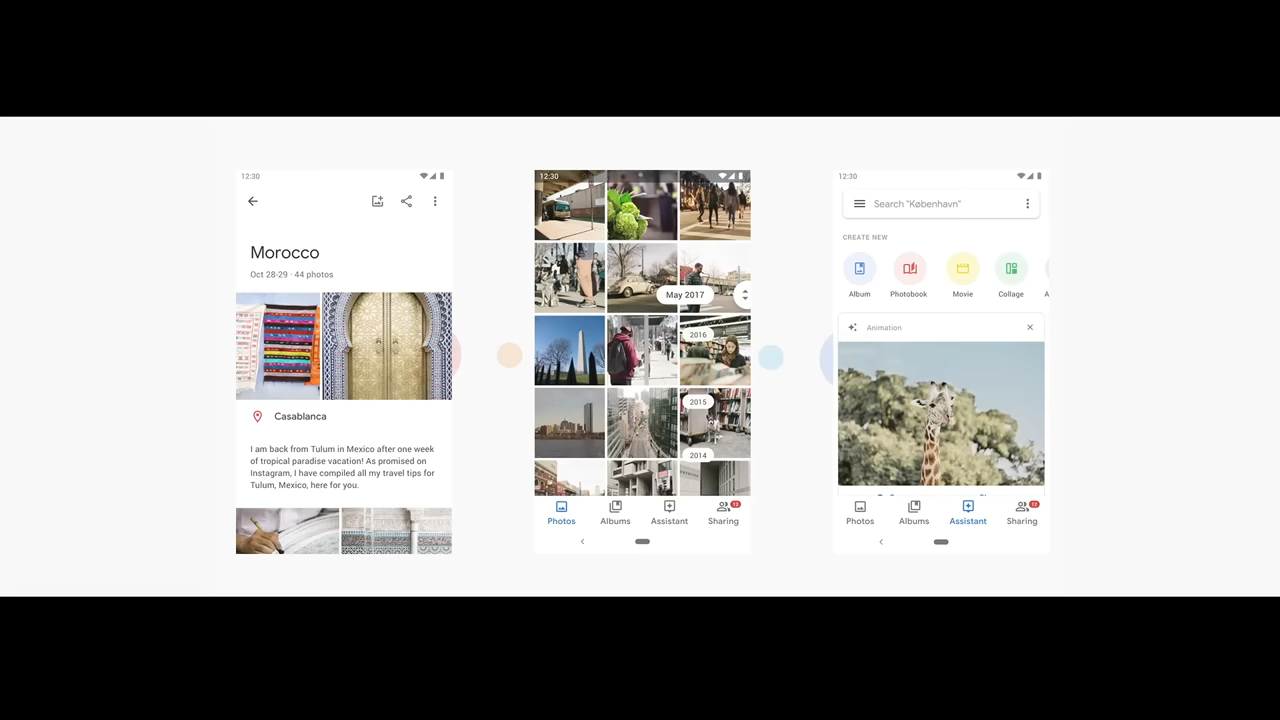 12:30
Morocco
Oct 28-29 · 44 photos
Casablanca
I am back from Tulum in Mexico after one week
of tropical paradise vacation! As promised on
Instagram, I have compiled all my travel tips for
Tulum, Mexico, here for you.
12:30
May 2017
2016
2015
2014
Photos
Albums
Assistant
Sharing
12:30
Search "København"
CREATE NEW
Album
Photobook
Movie
Collage
A
Animation
Photos
Albums
Assistant
Sharing